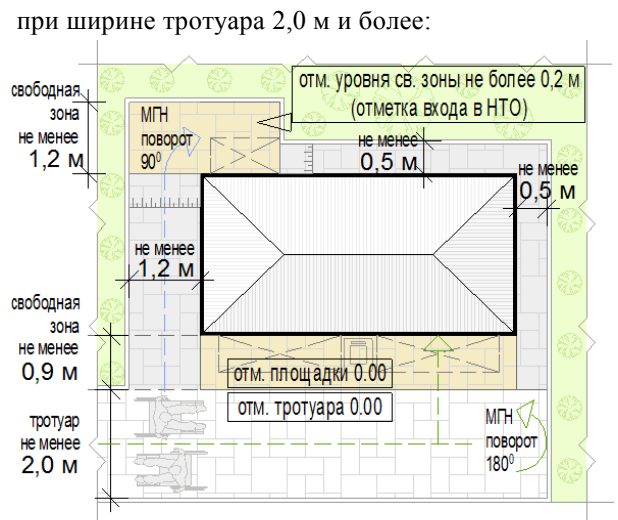 при ширине тротуара 2,0 м и более:
отм. уровня св. зоны не более 0,2 м
(отметка входа в НТО)
свободная
зона
не менее
1,2 м
МГН
поворот
90⁰
не менее
0,5 м
не менее
0,5 м
не менее
1,2 м
свободная
зона
не менее
0,9 м
отм. площадки 0.00
отм. тротуара 0.00
тротуар
не менее
2,0 м
МГН
поворот
180⁰